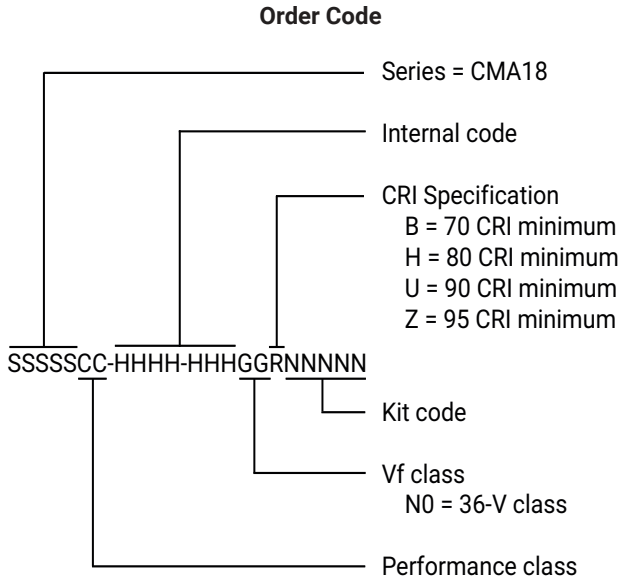 Order Code
Series = CMA18
Internal code
CRI Specification
B = 70 CRI minimum
H = 80 CRI minimum
U = 90 CRI minimum
Z = 95 CRI minimum
SSSSSCC-HHHH-HHHGGRNNNNN
Kit code
Vf class
N0 = 36-V class
Performance class